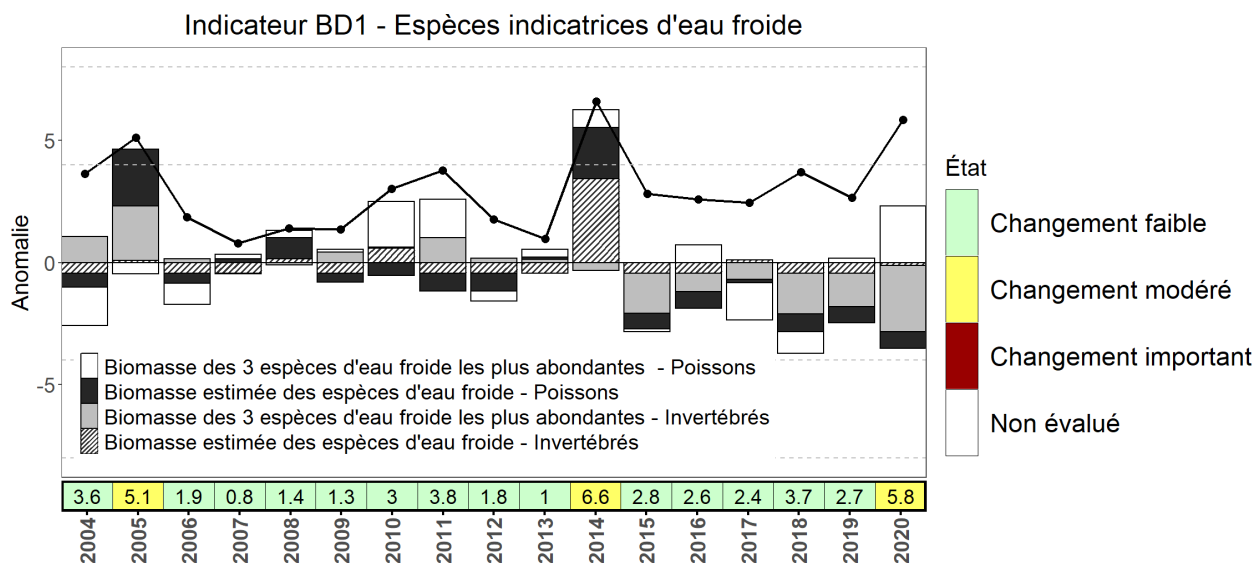 Indicateur BD1 - Espèces indicatrices d'eau froide
Anomalie
5
0
-5
Biomasse des 3 espèces d'eau froide les plus abondantes - Poissons
Biomasse estimée des espèces d'eau froide - Poissons
Biomasse des 3 espèces d'eau froide les plus abondantes - Invertébrés
Biomasse estimée des espèces d'eau froide - Invertébrés
3.6 5.1 1.9 0.8 1.4 1.3 3 3.8 1.8 1 6.6 2.8 2.6 2.4 3.7 2.7 5.8
2004 2005 2006 2007 2008 2009 2010 2011 2012 2013 2014 2015 2016 2017 2018 2019 2020
État
Changement faible
Changement modéré
Changement important
Non évalué